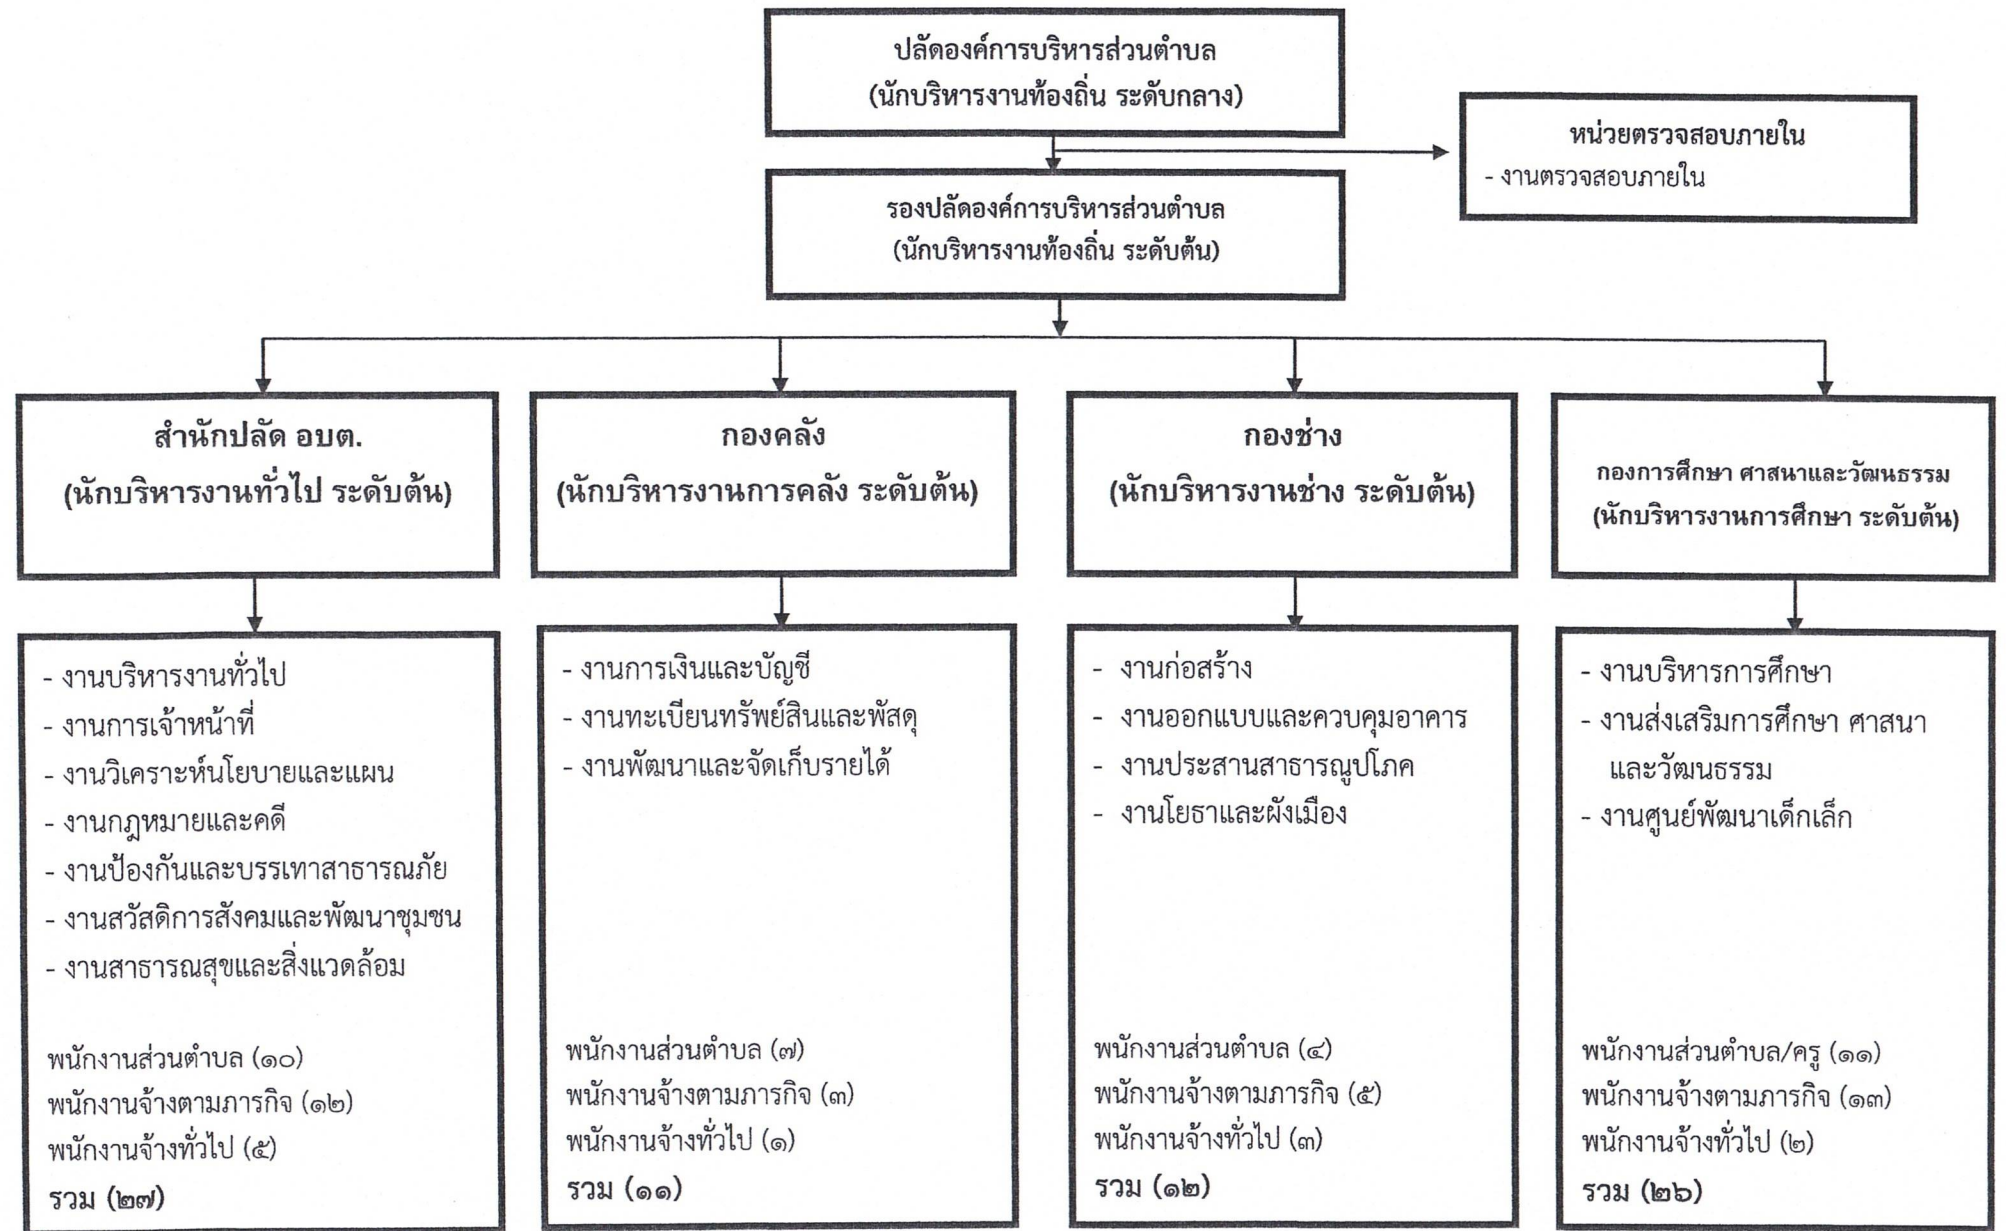 ปลัดองค์การบริหารส่วนตำบล
(นักบริหารงานท้องถิ่น ระดับกลาง)
หน่วยตรวจสอบภายใน
- งานตรวจสอบภายใน
รองปลัดองค์การบริหารส่วนตำบล
(นักบริหารงานท้องถิ่น ระดับต้น)
สำนักปลัด อบต.
(นักบริหารงานทั่วไป ระดับต้น)
กองคลัง
(นักบริหารงานการคลัง ระดับต้น)
กองช่าง
(นักบริหารงานช่าง ระดับต้น)
กองการศึกษา ศาสนาและวัฒนธรรม
(นักบริหารงานการศึกษา ระดับต้น)
- งานบริหารงานทั่วไป
- งานการเจ้าหน้าที่
- งานวิเคราะห์นโยบายและแผน
- งานกฎหมายและคดี
- งานป้องกันและบรรเทาสาธารณภัย
- งานสวัสดิการสังคมและพัฒนาชุมชน
- งานสาธารณสุขและสิ่งแวดล้อม
พนักงานส่วนตำบล (๑๐)
พนักงานจ้างตามภารกิจ (๑๒)
พนักงานจ้างทั่วไป (๕)
รวม (๒๗)
- งานการเงินและบัญชี
- งานทะเบียนทรัพย์สินและพัสดุ
- งานพัฒนาและจัดเก็บรายได้
พนักงานส่วนตำบล (๗)
พนักงานจ้างตามภารกิจ (๓)
พนักงานจ้างทั่วไป (๑)
รวม (๑๑)
- งานก่อสร้าง
- งานออกแบบและควบคุมอาคาร
- งานประสานสาธารณูปโภค
- งานโยธาและผังเมือง
พนักงานส่วนตำบล (๔)
พนักงานจ้างตามภารกิจ (๕)
พนักงานจ้างทั่วไป (๓)
รวม (๑๒)
- งานบริหารการศึกษา
- งานส่งเสริมการศึกษา ศาสนา
และวัฒนธรรม
- งานศูนย์พัฒนาเด็กเล็ก
พนักงานส่วนตำบล/ครู (๑๑)
พนักงานจ้างตามภารกิจ (๑๓)
พนักงานจ้างทั่วไป (๒)
รวม (๒๖)